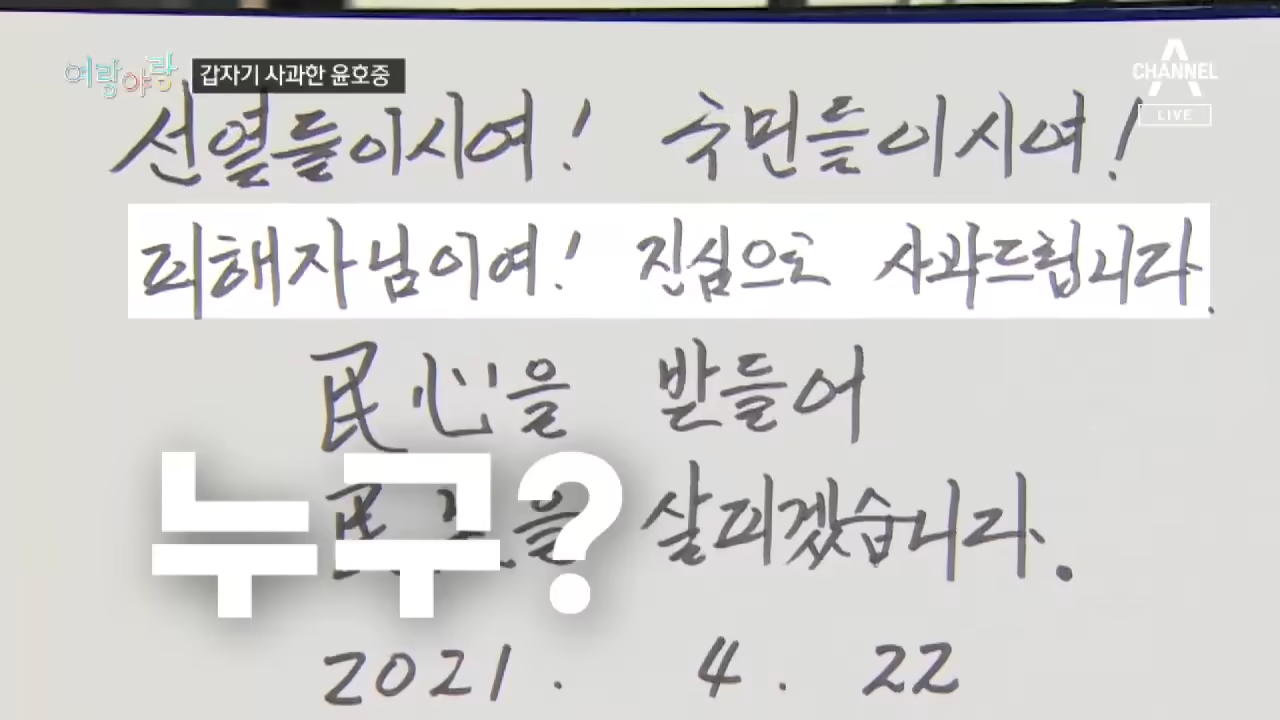 여랑야랑
갑자기 사과한 윤호중
CHANNEL A
LIVE
선열들이시여! 국민들이시여!
피해자님이여! 진심으로 사과드립니다.
民心을 받들어
民 을 살피겠습니다.
누구?
2021. 4. 22